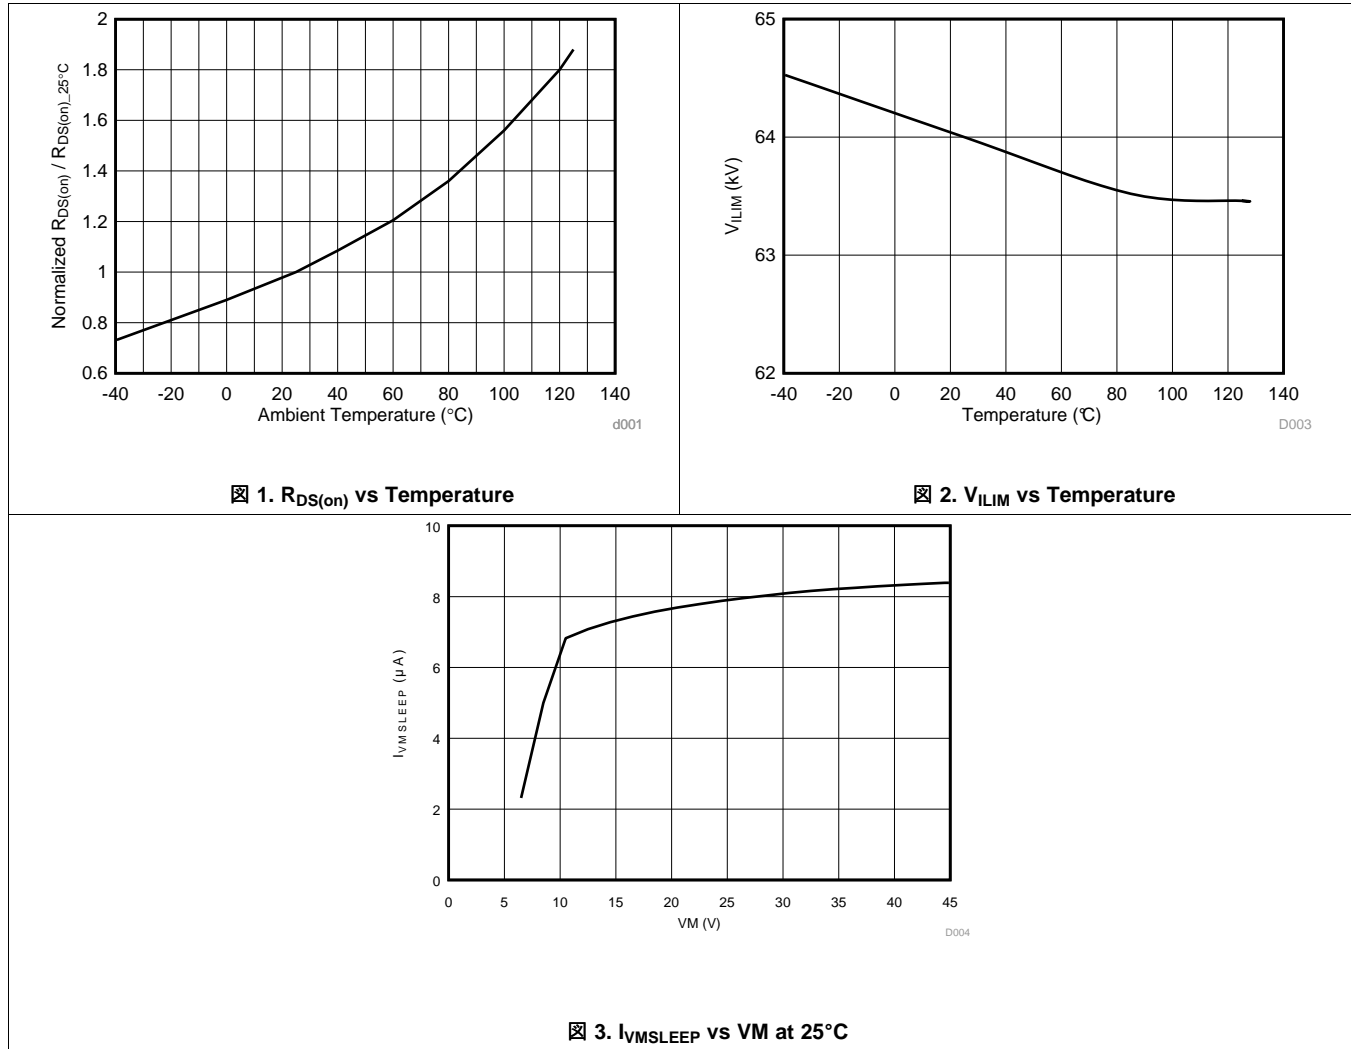 2
1.8
1.6
1.4
1.2
1
0.8
0.6
Normalized RDS(on) / RDS(on)_25°C
-40 -20 0 20 40 60 80 100 120 140
Ambient Temperature (°C)
d001
図 1. RDS(on) vs Temperature
65
64
63
62
VILIM (kV)
-40 -20 0 20 40 60 80 100 120 140
Temperature (°C)
D003
図 2. VILIM vs Temperature
10
8
6
4
2
0
IVMSLEEP (µA)
0 5 10 15 20 25 30 35 40 45
VM (V)
D004
図 3. IVMSLEEP vs VM at 25°C